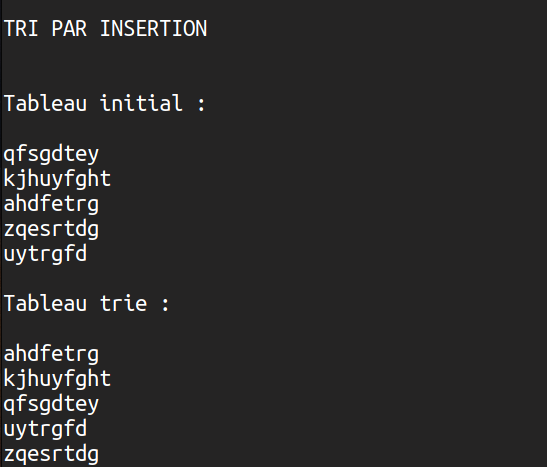 TRI PAR INSERTION
Tableau initial :
qfsgdtey
kjhuyfght
ahdfetrg
zqesrtdg
uytrgfd
Tableau trie :
ahdfetrg
kjhuyfght
qfsgdtey
uytrgfd
zqesrtdg